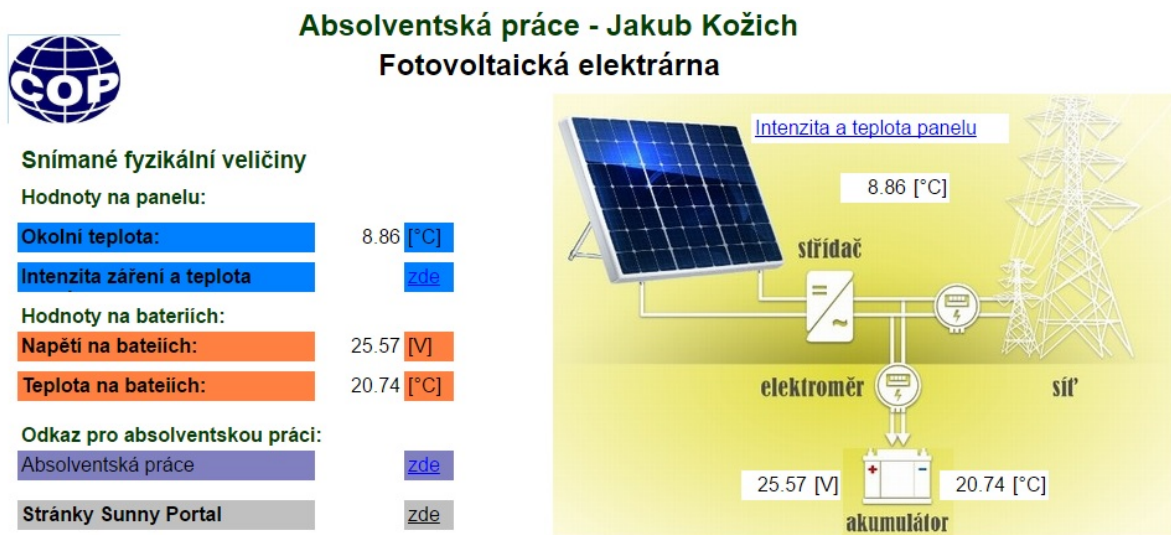 Absolventská práce - Jakub Kožich
Fotovoltaická elektrárna
COP
Snímané fyzikální veličiny
Hodnoty na panelu:
Okolní teplota: 8.86 [°C]
Intenzita záření a teplota zde
Hodnoty na bateriích:
Napětí na bateiích: 25.57 [V]
Teplota na bateiích: 20.74 [°C]
Odkaz pro absolventskou práci:
Absolventská práce zde
Stránky Sunny Portal zde
Intenzita a teplota panelu
8.86 [°C]
střídač
elektroměr
síť
25.57 [V]
20.74 [°C]
akumulátor